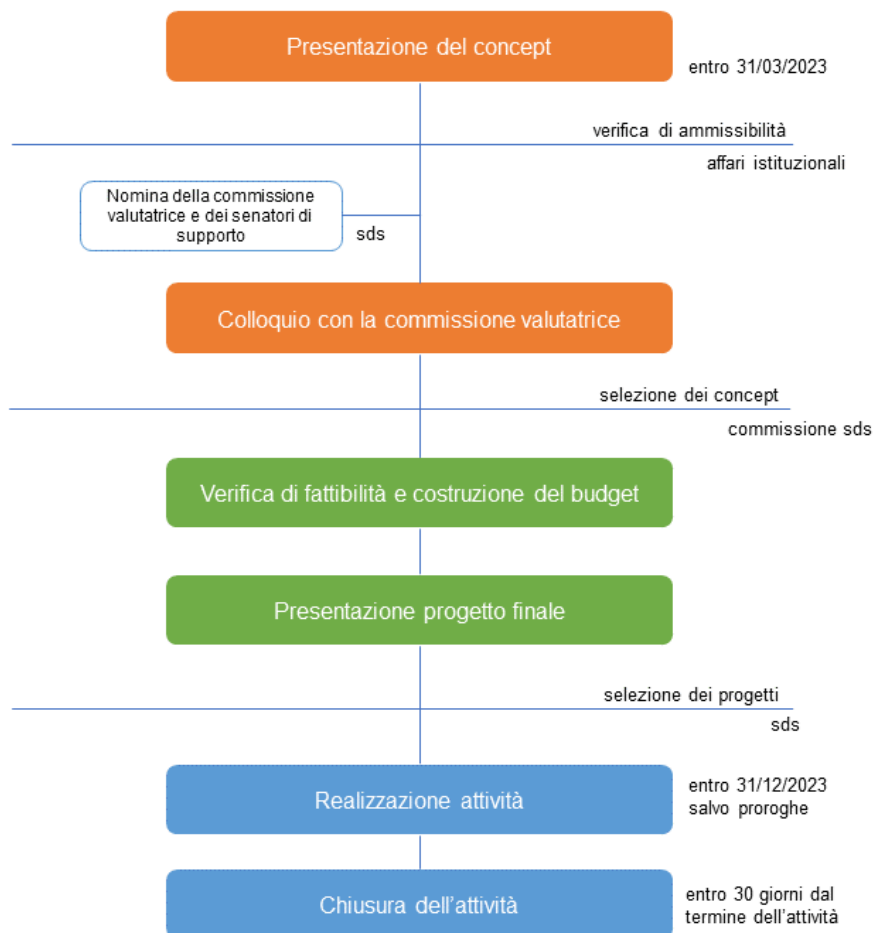 Presentazione del concept
entro 31/03/2023
verifica di ammissibilità
affari istituzionali
Nomina della commissione
valutatrice e dei senatori di
supporto
sds
Colloquio con la commissione valutatrice
selezione dei concept
commissione sds
Verifica di fattibilità e costruzione del budget
Presentazione progetto finale
selezione dei progetti
sds
Realizzazione attività
entro 31/12/2023
salvo proroghe
Chiusura dell'attività
entro 30 giorni dal
termine dell'attività